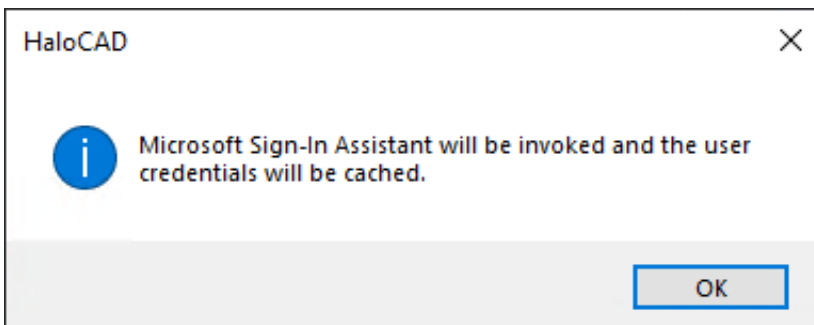 HaloCAD
Microsoft Sign-In Assistant will be invoked and the user
credentials will be cached.
OK